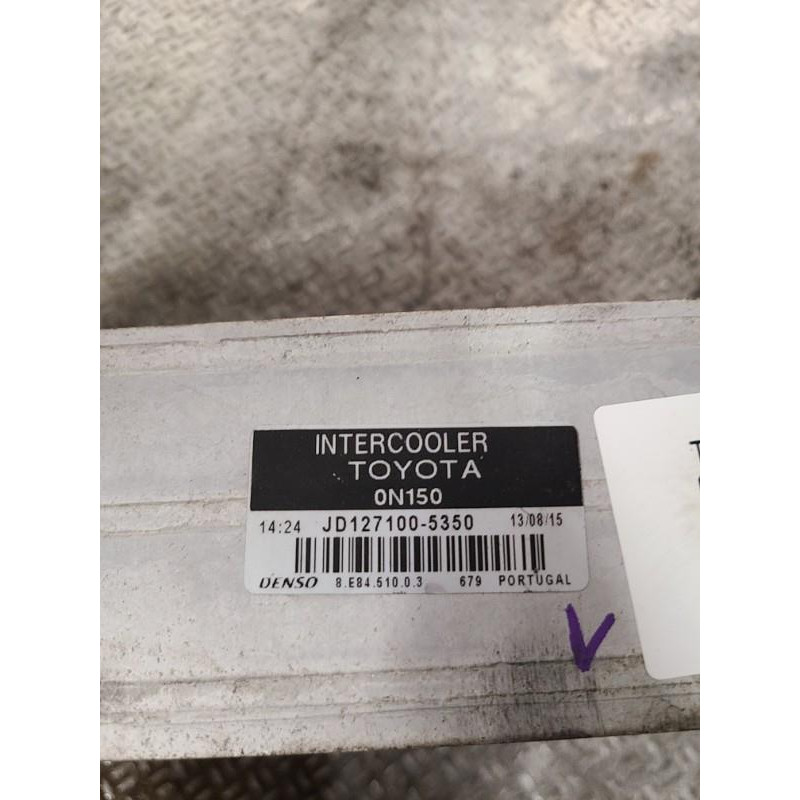 INTERCOOLER
TOYOTA
0N150
14:24 JD127100-5350 13/08/15
DENSO 8.E84.510.0.3 679 PORTUGAL
V